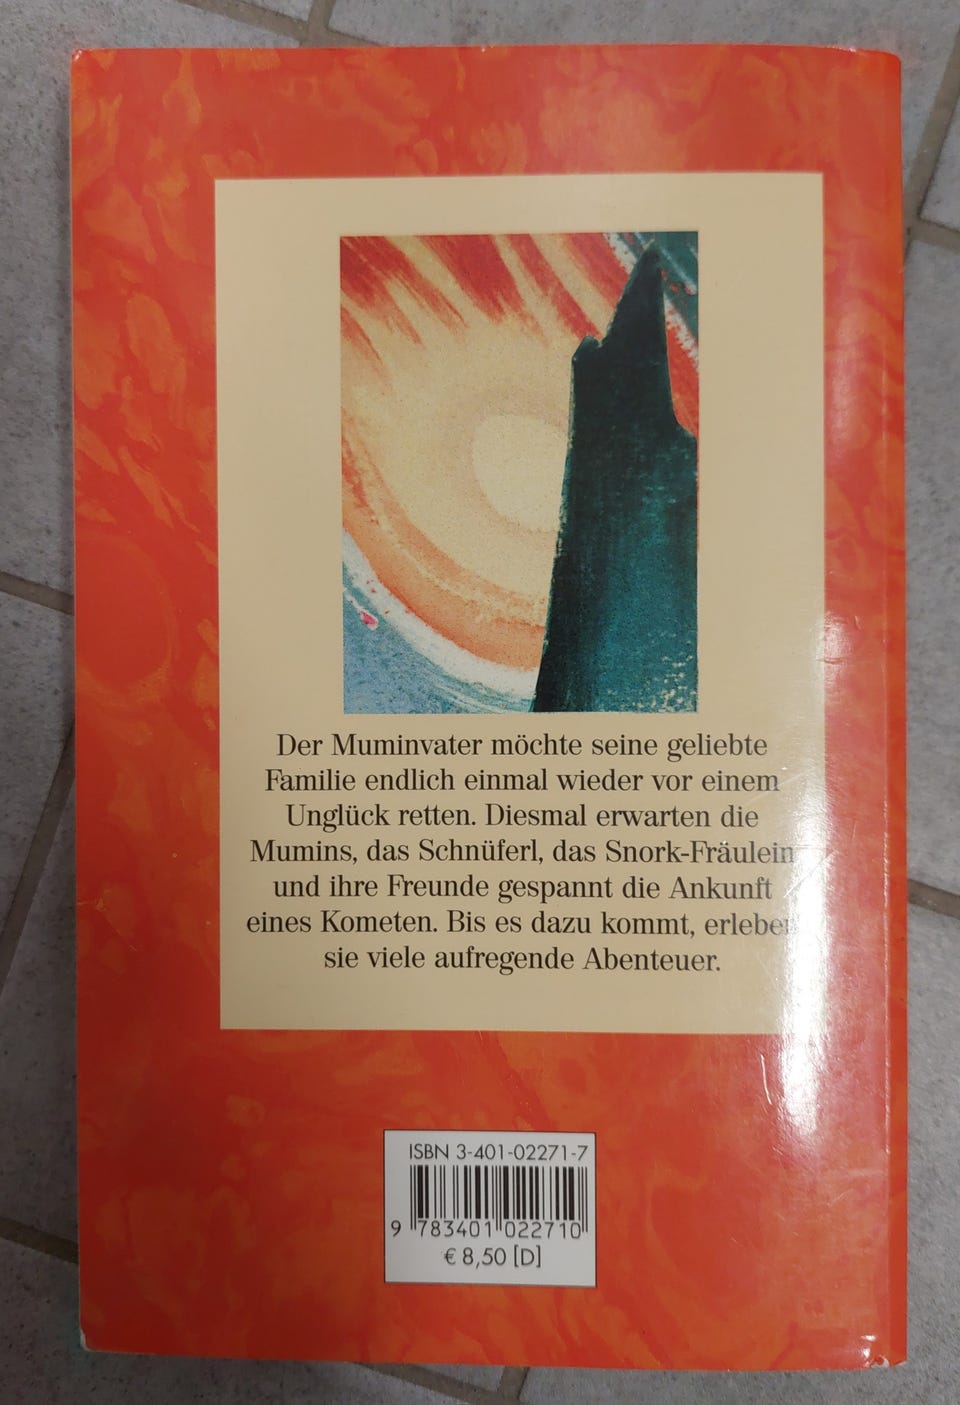 Der Muminvater möchte seine geliebte
Familie endlich einmal wieder vor einem
Unglück retten. Diesmal erwarten die
Mumins, das Schnüferl, das Snork-Fräulein
und ihre Freunde gespannt die Ankunft
eines Kometen. Bis es dazu kommt, erleben
sie viele aufregende Abenteuer.
ISBN 3-401-02271-7
9 783401 022710
€ 8,50 [D]